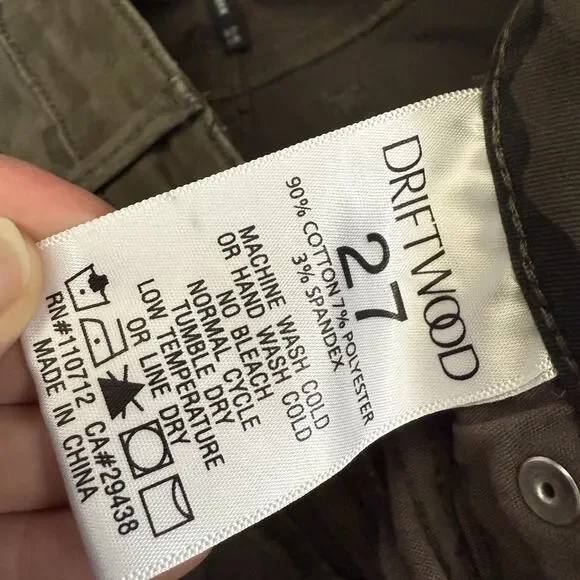 DRIFTWOOD
27
90% COTTON 7% POLYESTER
3% SPANDEX
MACHINE WASH COLD
OR HAND WASH COLD
NO BLEACH
NORMAL CYCLE
TUMBLE DRY
LOW TEMPERATURE
OR LINE DRY
RN#110712 CA#29438
MADE IN CHINA